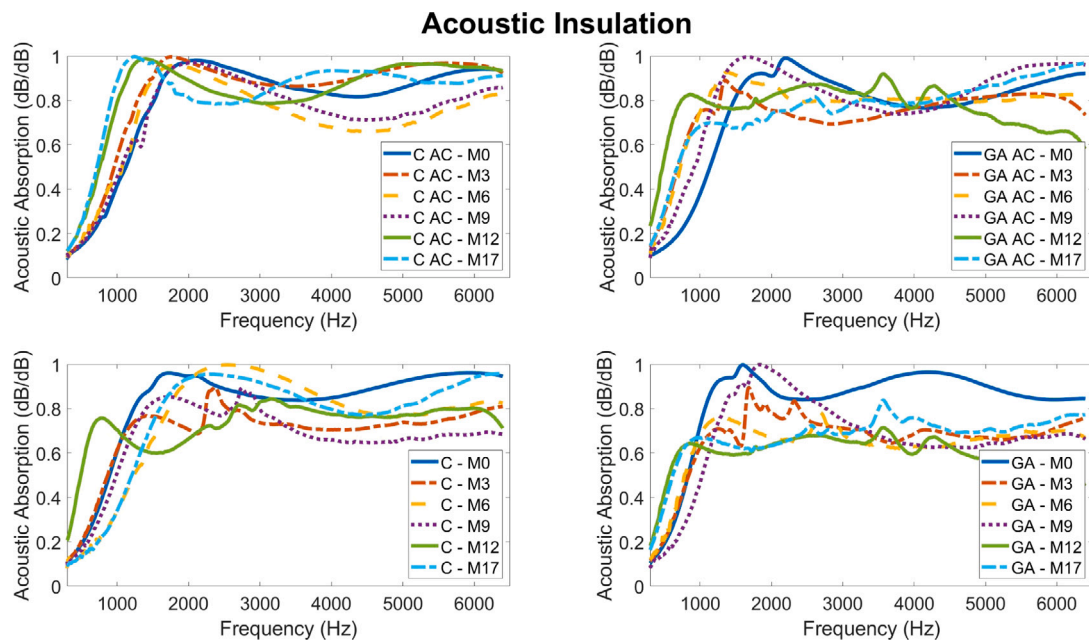 Acoustic Insulation
Acoustic Absorption (dB/dB)
1
0.8
0.6
0.4
0.2
0
1000 2000 3000 4000 5000 6000
Frequency (Hz)
C AC - M0
C AC - M3
C AC - M6
C AC - M9
C AC - M12
C AC - M17
Acoustic Absorption (dB/dB)
1
0.8
0.6
0.4
0.2
0
1000 2000 3000 4000 5000 6000
Frequency (Hz)
GA AC - M0
GA AC - M3
GA AC - M6
GA AC - M9
GA AC - M12
GA AC - M17
Acoustic Absorption (dB/dB)
1
0.8
0.6
0.4
0.2
0
1000 2000 3000 4000 5000 6000
Frequency (Hz)
C - M0
C - M3
C - M6
C - M9
C - M12
C - M17
Acoustic Absorption (dB/dB)
1
0.8
0.6
0.4
0.2
0
1000 2000 3000 4000 5000 6000
Frequency (Hz)
GA - M0
GA - M3
GA - M6
GA - M9
GA - M12
GA - M17